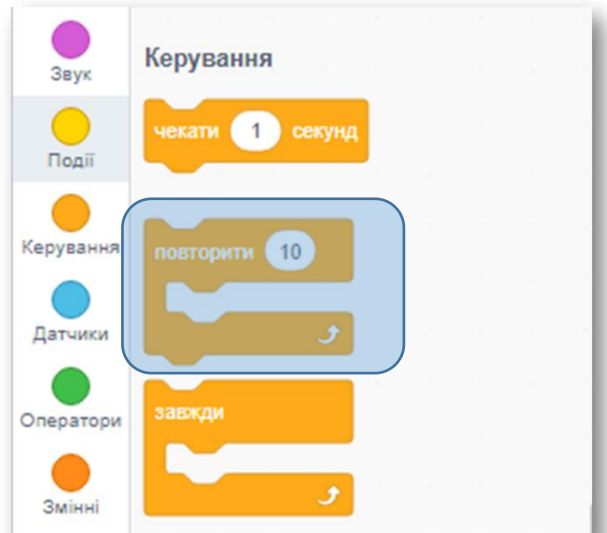 Звук
Події
Керування
Датчики
Оператори
Змінні
Керування
чекати 1 секунд
повторити 10
завжди